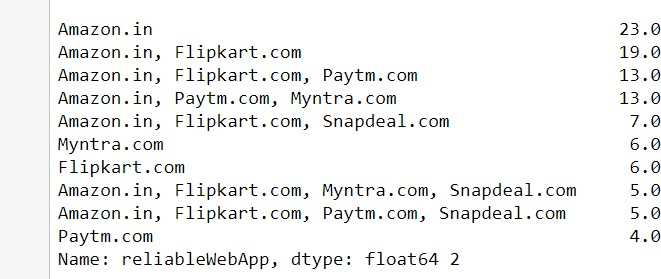 Amazon.in 23.0
Amazon.in, Flipkart.com 19.0
Amazon.in, Flipkart.com, Paytm.com 13.0
Amazon.in, Paytm.com, Myntra.com 13.0
Amazon.in, Flipkart.com, Snapdeal.com 7.0
Myntra.com 6.0
Flipkart.com 6.0
Amazon.in, Flipkart.com, Myntra.com, Snapdeal.com 5.0
Amazon.in, Flipkart.com, Paytm.com, Snapdeal.com 5.0
Paytm.com 4.0
Name: reliableWebApp, dtype: float64 2